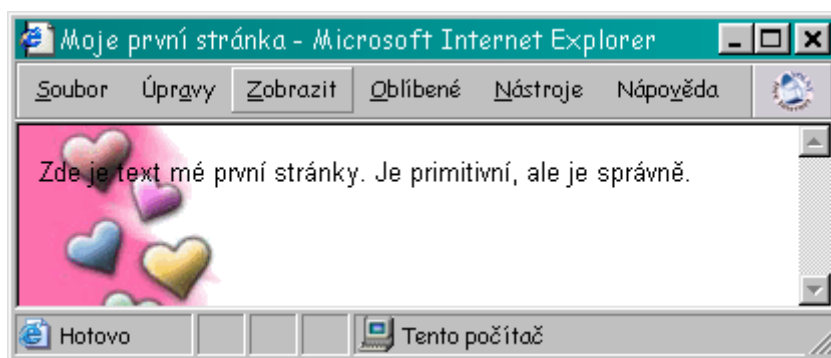 Moje první stránka - Microsoft Internet Explorer
Soubor Úpravy Zobrazit Oblíbené Nástroje Nápověda
Zde je text mé první stránky. Je primitivní, ale je správně.
Hotovo Tento počítač